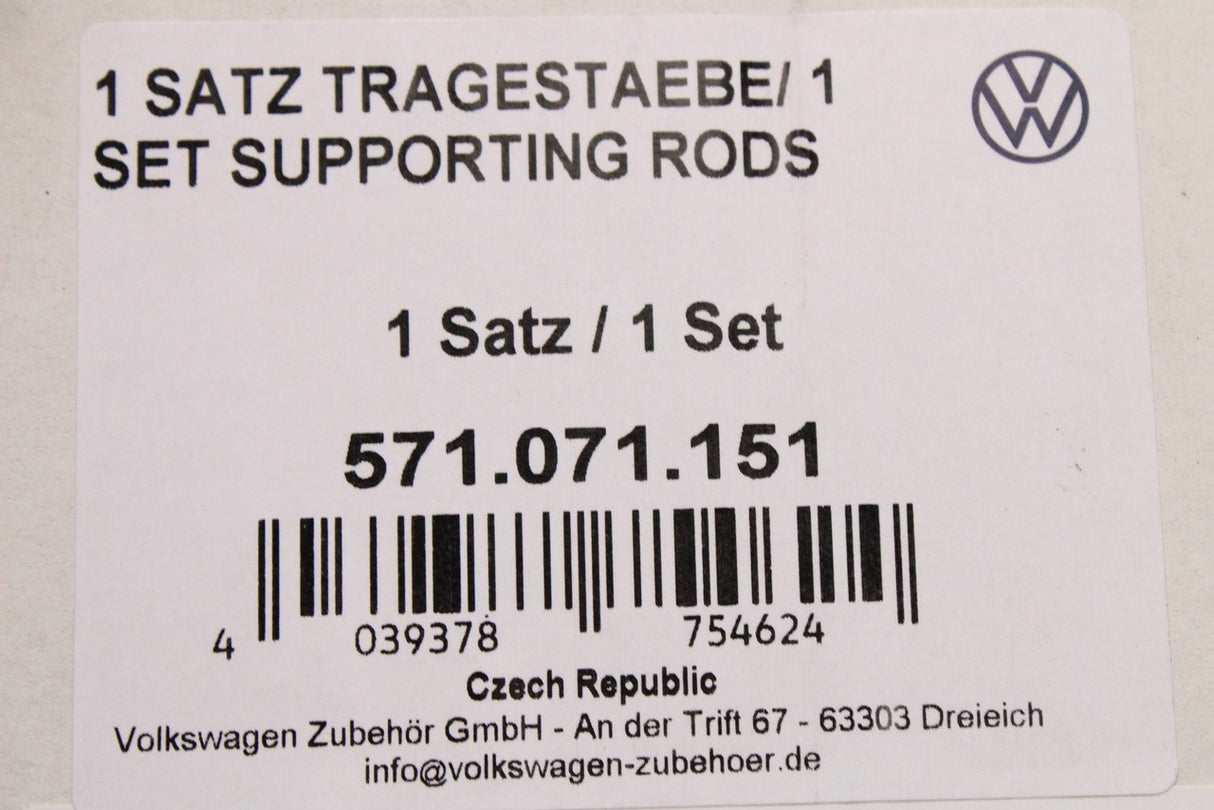 1 SATZ TRAGESTAEBE/ 1
SET SUPPORTING RODS
1 Satz / 1 Set
571.071.151
4 039378 754624
Czech Republic
Volkswagen Zubehör GmbH - An der Trift 67 - 63303 Dreieich
info@volkswagen-zubehoer.de